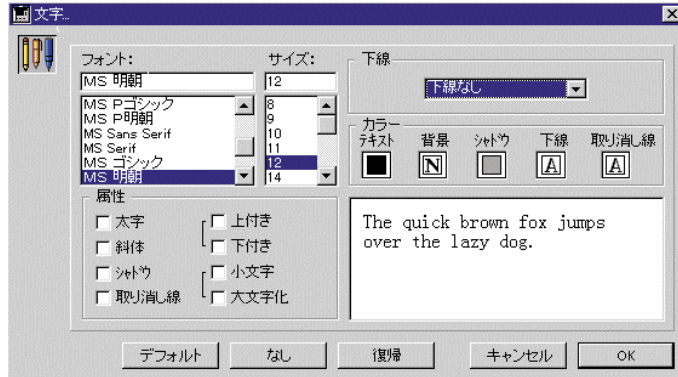 文字...
フォント:
MS 明朝
MS Pゴシック
MS P明朝
MS Sans Serif
MS Serif
MS ゴシック
MS 明朝
サイズ:
12
8
9
10
11
12
14
下線
下線なし
カラー
テキスト 背景 シャドウ 下線 取り消し線
N A A
属性
太字 上付き
斜体 下付き
シャドウ 小文字
取り消し線 大文字化
The quick brown fox jumps
over the lazy dog.
デフォルト なし 復帰 キャンセル OK